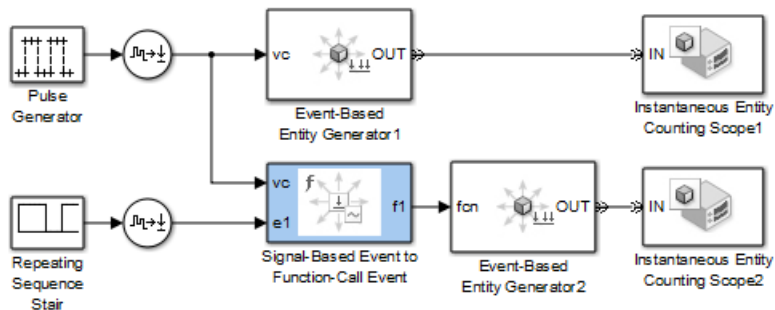 vc
OUT
IN
Pulse
Generator
Event-Based
Entity Generator1
Instantaneous Entity
Counting Scope1
vc
e1
f
f1
fcn
OUT
IN
Repeating
Sequence
Stair
Signal-Based Event to
Function-Call Event
Event-Based
Entity Generator2
Instantaneous Entity
Counting Scope2